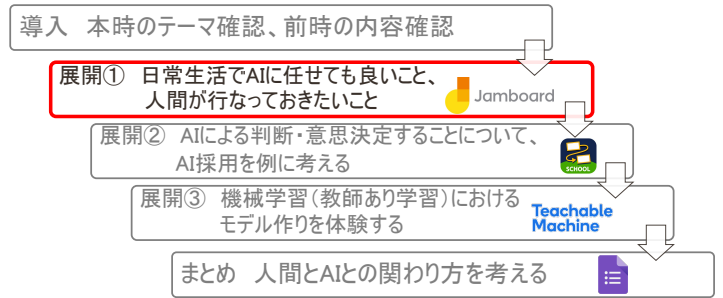 導入　本時のテーマ確認、前時の内容確認
展開①　日常生活でAIに任せても良いこと、
人間が行なっておきたいこと
Jamboard
展開②　AIによる判断・意思決定することについて、
AI採用を例に考える
SCHOOL
展開③　機械学習（教師あり学習）における
モデル作りを体験する
Teachable
Machine
まとめ　人間とAIとの関わり方を考える